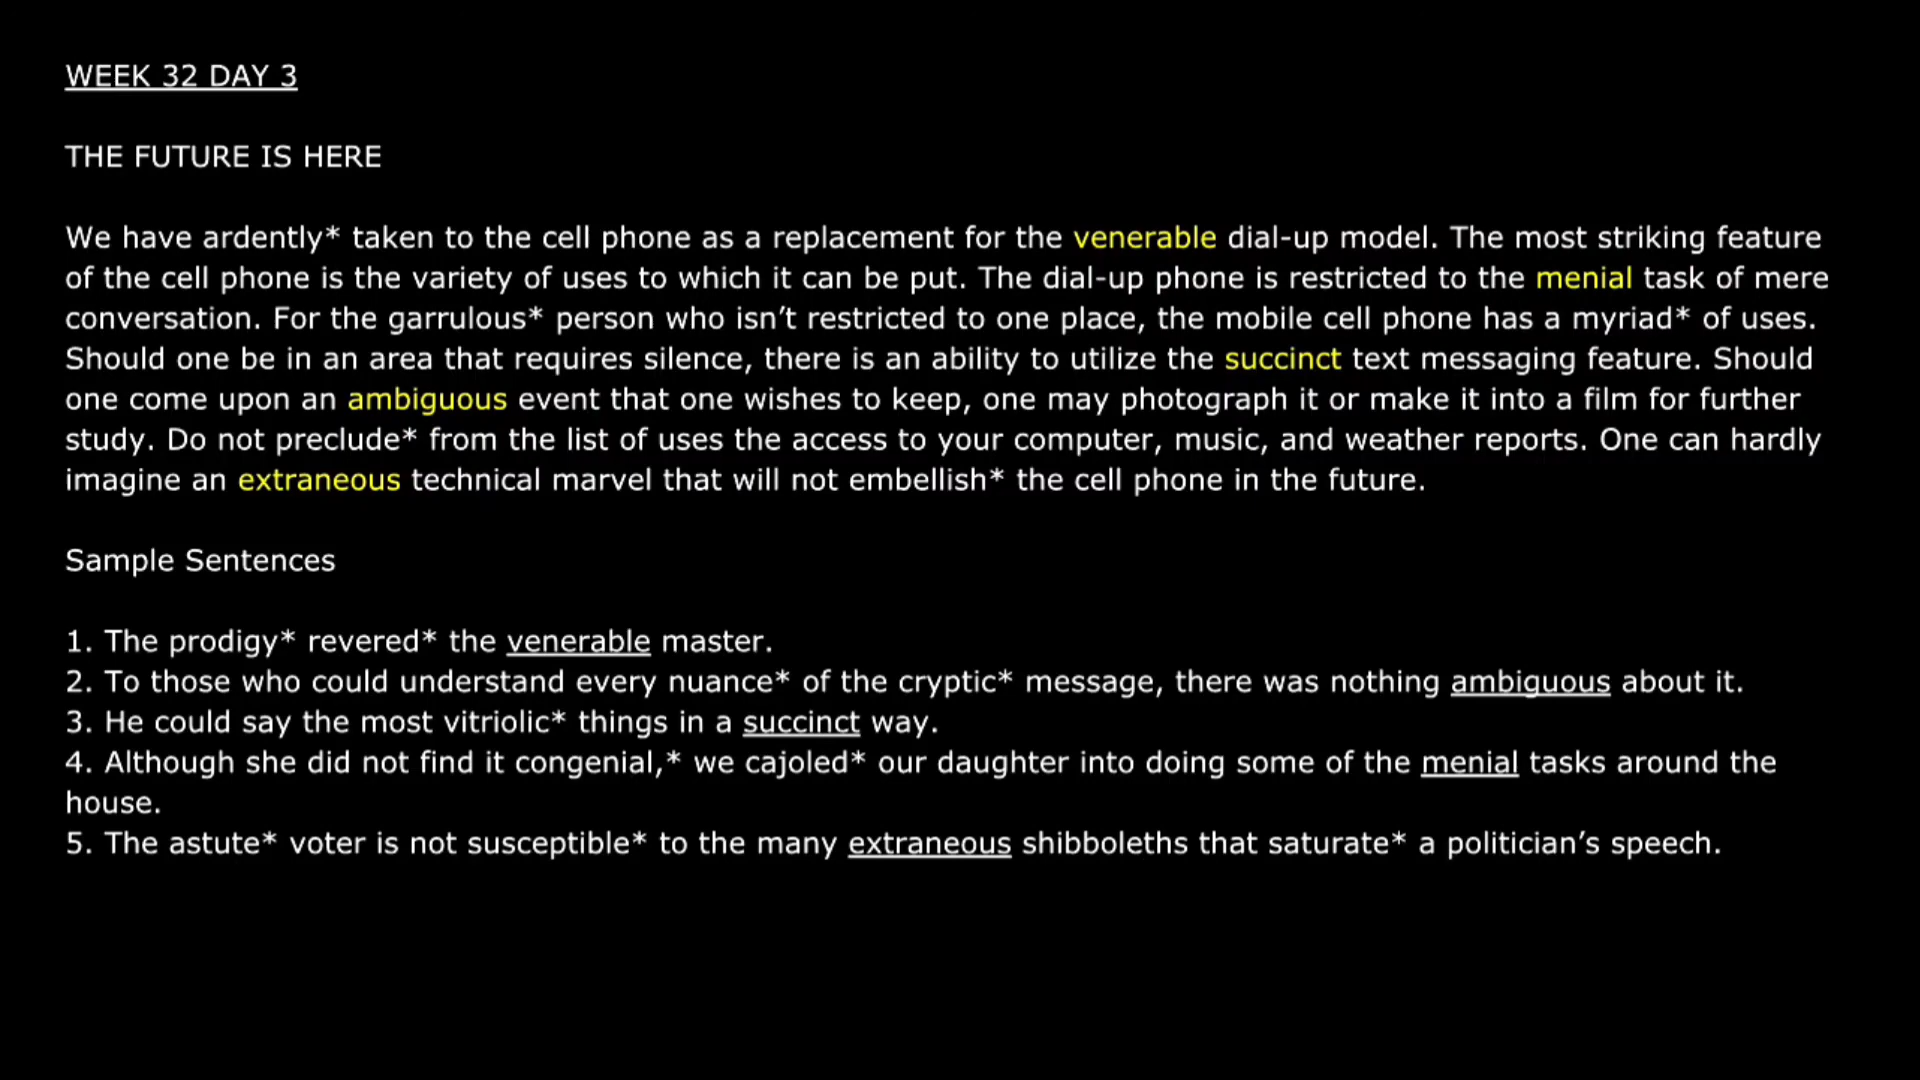 WEEK 32 DAY 3
THE FUTURE IS HERE
We have ardently* taken to the cell phone as a replacement for the venerable dial-up model. The most striking feature
of the cell phone is the variety of uses to which it can be put. The dial-up phone is restricted to the menial task of mere
conversation. For the garrulous* person who isn’t restricted to one place, the mobile cell phone has a myriad* of uses.
Should one be in an area that requires silence, there is an ability to utilize the succinct text messaging feature. Should
one come upon an ambiguous event that one wishes to keep, one may photograph it or make it into a film for further
study. Do not preclude* from the list of uses the access to your computer, music, and weather reports. One can hardly
imagine an extraneous technical marvel that will not embellish* the cell phone in the future.
Sample Sentences
1. The prodigy* revered* the venerable master.
2. To those who could understand every nuance* of the cryptic* message, there was nothing ambiguous about it.
3. He could say the most vitriolic* things in a succinct way.
4. Although she did not find it congenial,* we cajoled* our daughter into doing some of the menial tasks around the
house.
5. The astute* voter is not susceptible* to the many extraneous shibboleths that saturate* a politician’s speech.